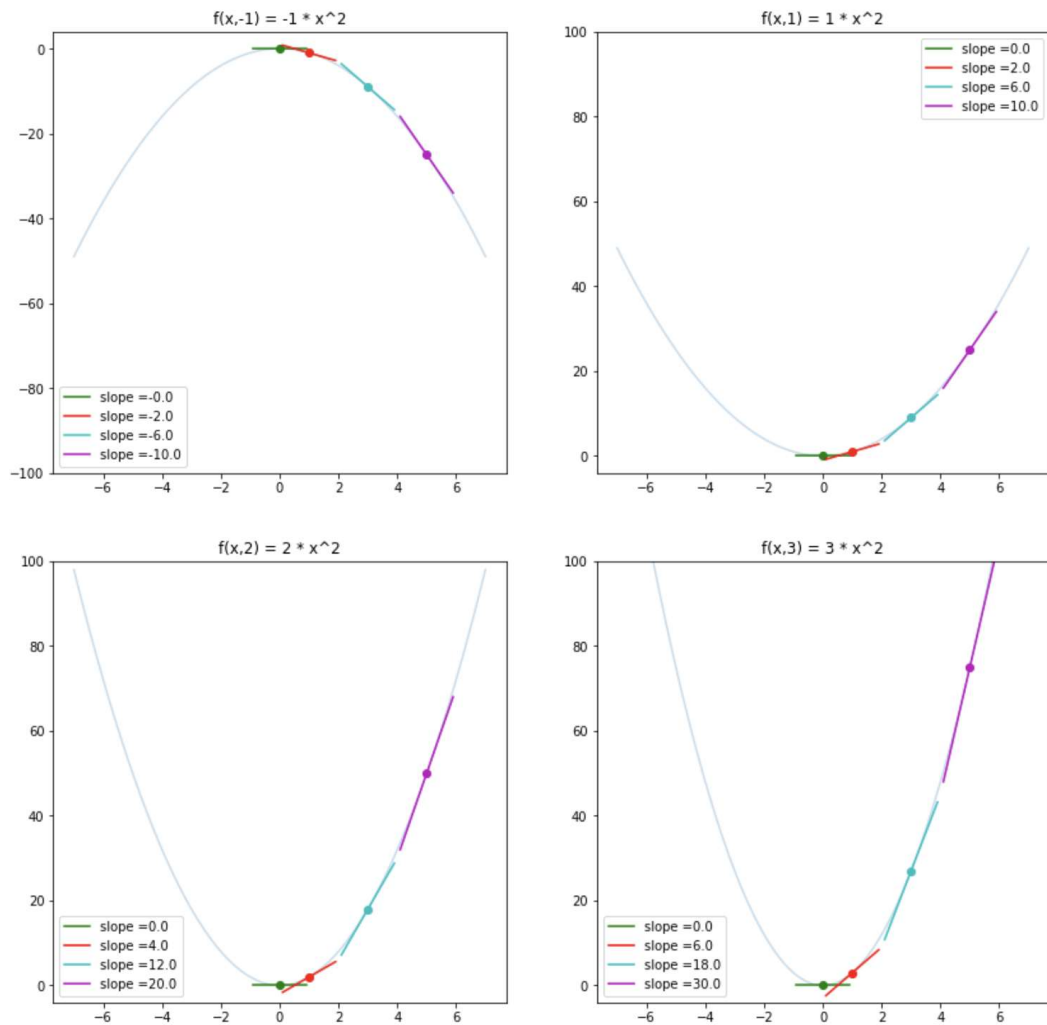 f(x,-1) = -1 * x^2
0
−20
−40
−60
−80
−100
slope =-0.0
slope =-2.0
slope =-6.0
slope =-10.0
−6 −4 −2 0 2 4 6
f(x,1) = 1 * x^2
100
80
60
40
20
0
slope =0.0
slope =2.0
slope =6.0
slope =10.0
−6 −4 −2 0 2 4 6
f(x,2) = 2 * x^2
100
80
60
40
20
0
slope =0.0
slope =4.0
slope =12.0
slope =20.0
−6 −4 −2 0 2 4 6
f(x,3) = 3 * x^2
100
80
60
40
20
0
slope =0.0
slope =6.0
slope =18.0
slope =30.0
−6 −4 −2 0 2 4 6